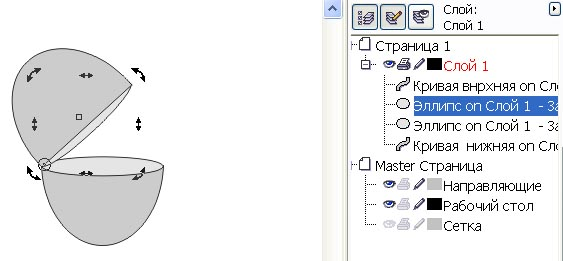 Слой:
Слой 1
Страница 1
Слой 1
Кривая внрхняя on Сло
Эллипс on Слой 1 - За
Эллипс on Слой 1 - За
Кривая нижняя on Сло
Master Страница
Направляющие
Рабочий стол
Сетка